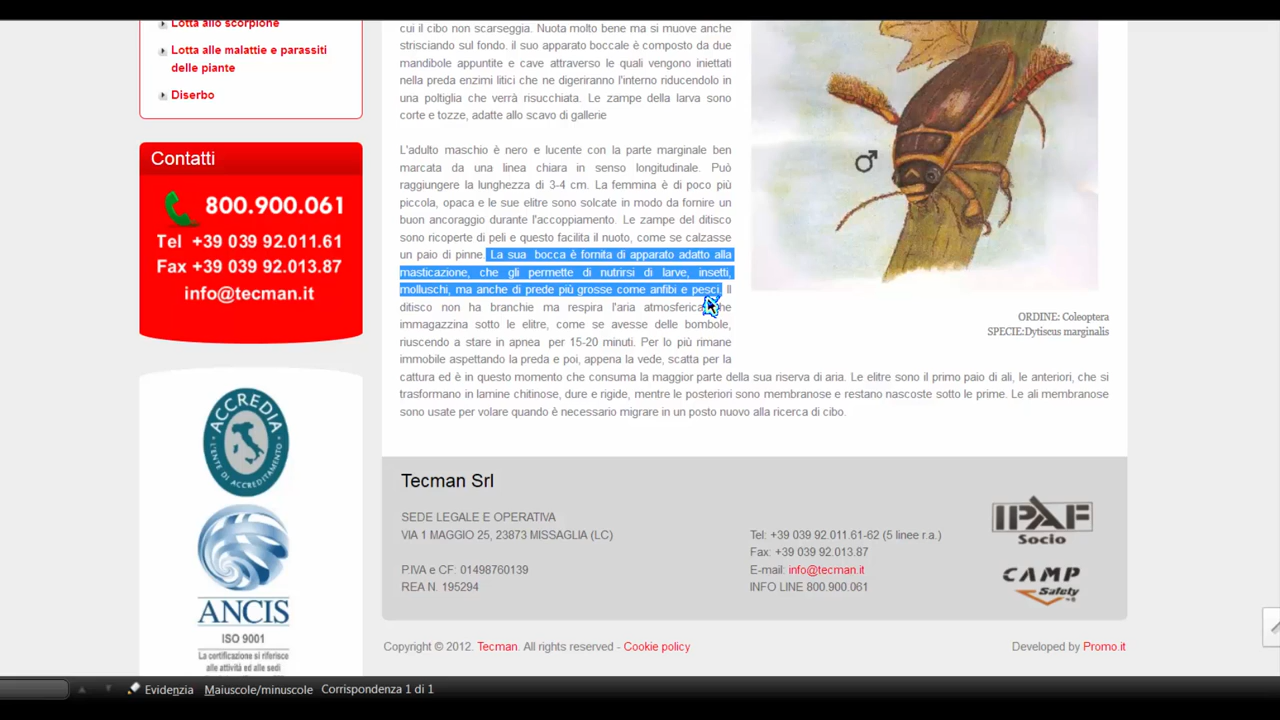 Lotta allo scorpione
Lotta alle malattie e parassiti
delle piante
Diserbo
Contatti
800.900.061
Tel +39 039 92.011.61
Fax +39 039 92.013.87
info@tecman.it
ACCREDIA
L'ENTE DI ACCREDITAMENTO
ANCIS
ISO 9001
La certificazione si riferisce
alle attività ed alle sedi
cui il cibo non scarseggia. Nuota molto bene ma si muove anche
strisciando sul fondo. il suo apparato boccale è composto da due
mandibole appuntite e cave attraverso le quali vengono iniettati
nella preda enzimi litici che ne digeriranno l'interno riducendolo in
una poltiglia che verrà risucchiata. Le zampe della larva sono
corte e tozze, adatte allo scavo di gallerie
L'adulto maschio è nero e lucente con la parte marginale ben
marcata da una linea chiara in senso longitudinale. Può
raggiungere la lunghezza di 3-4 cm. La femmina è di poco più
piccola, opaca e le sue elitre sono solcate in modo da fornire un
buon ancoraggio durante l'accoppiamento. Le zampe del ditisco
sono ricoperte di peli e questo facilita il nuoto, come se calzasse
un paio di pinne. La sua bocca è fornita di apparato adatto alla
masticazione, che gli permette di nutrirsi di larve, insetti,
molluschi, ma anche di prede più grosse come anfibi e pesci. Il
ditisco non ha branchie ma respira l'aria atmosferica
immagazzina sotto le elitre, come se avesse delle bombole,
riuscendo a stare in apnea per 15-20 minuti. Per lo più rimane
immobile aspettando la preda e poi, appena la vede, scatta per la
cattura ed è in questo momento che consuma la maggior parte della sua riserva di aria. Le elitre sono il primo paio di ali, le anteriori, che si
trasformano in lamine chitinose, dure e rigide, mentre le posteriori sono membranose e restano nascoste sotto le prime. Le ali membranose
sono usate per volare quando è necessario migrare in un posto nuovo alla ricerca di cibo.
ORDINE: Coleoptera
SPECIE:Dytiscus marginalis
Tecman Srl
SEDE LEGALE E OPERATIVA
VIA 1 MAGGIO 25, 23873 MISSAGLIA (LC)
P.IVA e CF: 01498760139
REA N. 195294
Tel: +39 039 92.011.61-62 (5 linee r.a.)
Fax: +39 039 92.013.87
E-mail: info@tecman.it
INFO LINE 800.900.061
IPAF
Socio
CAMP
Safety
Copyright © 2012. Tecman. All rights reserved - Cookie policy
Developed by Promo.it
Evidenzia Maiuscole/minuscole Corrispondenza 1 di 1